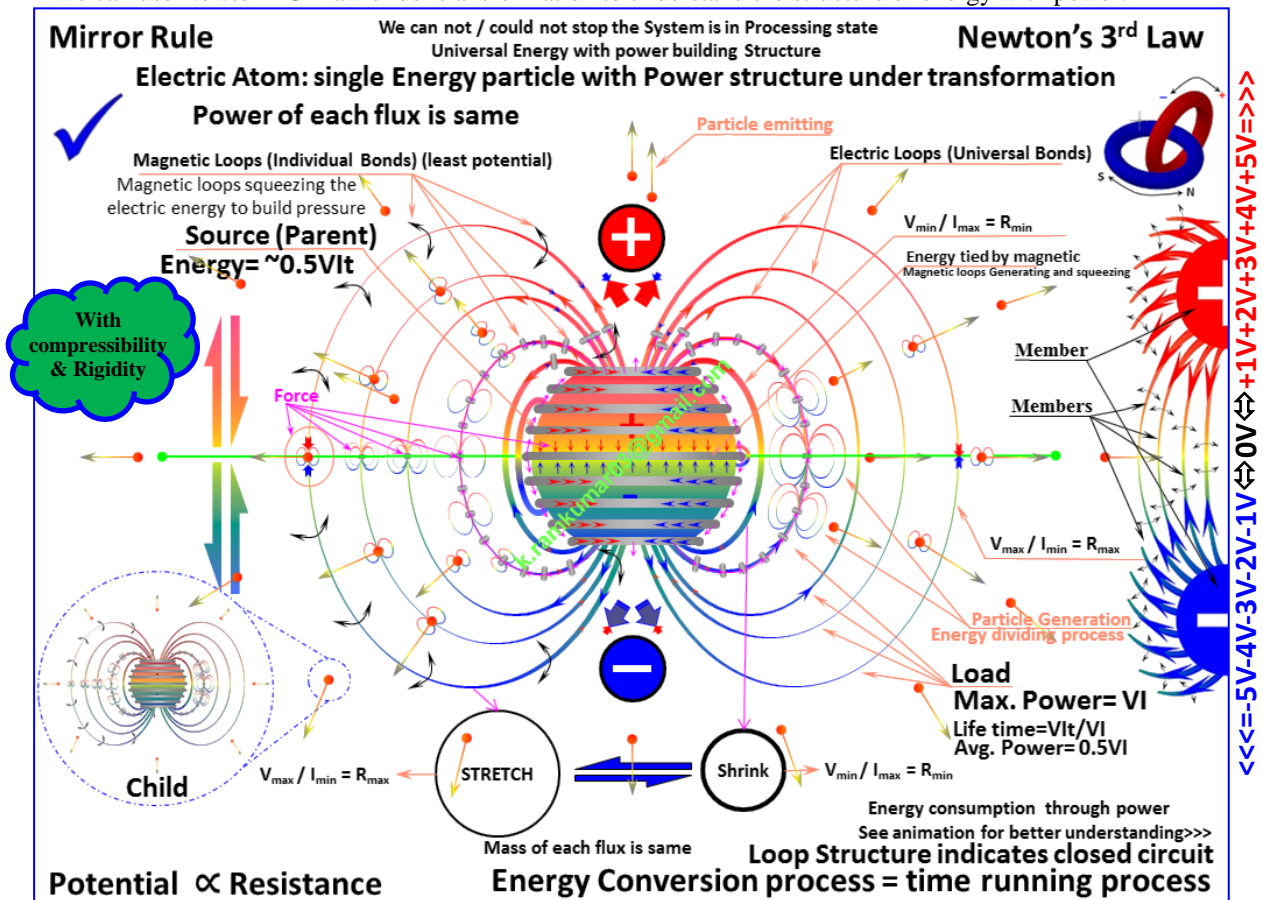 Mirror Rule
We can not / could not stop the System is in Processing state
Universal Energy with power building Structure
Newton's 3rd Law
Electric Atom: single Energy particle with Power structure under transformation
Power of each flux is same
Particle emitting
Magnetic Loops (Individual Bonds) (least potential)
Electric Loops (Universal Bonds)
Magnetic loops squeezing the
electric energy to build pressure
Source (Parent)
Energy= ~0.5VIt
Vmin / Imax = Rmin
Energy tied by magnetic
Magnetic loops Generating and squeezing
S
N
-
+
With
compressibility
& Rigidity
Force
+
-
k.ramkumar02@gmail.com
Member
Members
<<<=-5V-4V-3V-2V-1V⇔0V⇔+1V+2V+3V+4V+5V=>>>
Vmax / Imin = Rmax
Particle Generation
Energy dividing process
Load
Max. Power= VI
Life time=VIt/VI
Avg. Power= 0.5VI
Child
Vmax / Imin = Rmax
STRETCH
Shrink
Vmin / Imax = Rmin
Mass of each flux is same
Energy consumption through power
See animation for better understanding>>>
Loop Structure indicates closed circuit
Potential ∝ Resistance
Energy Conversion process = time running process